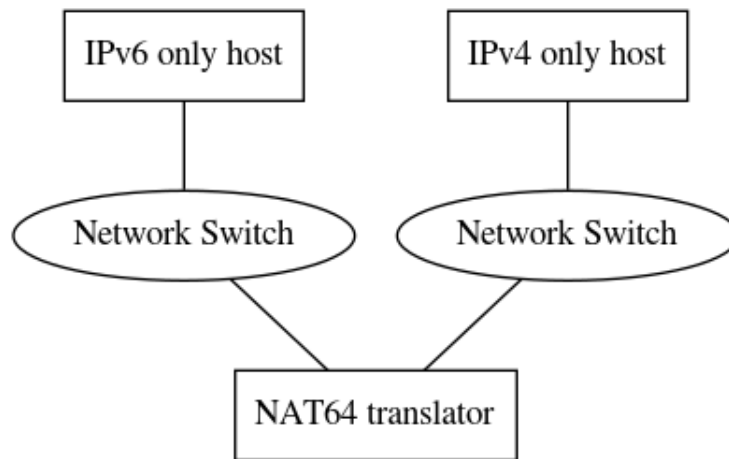 IPv6 only host
IPv4 only host
Network Switch
Network Switch
NAT64 translator